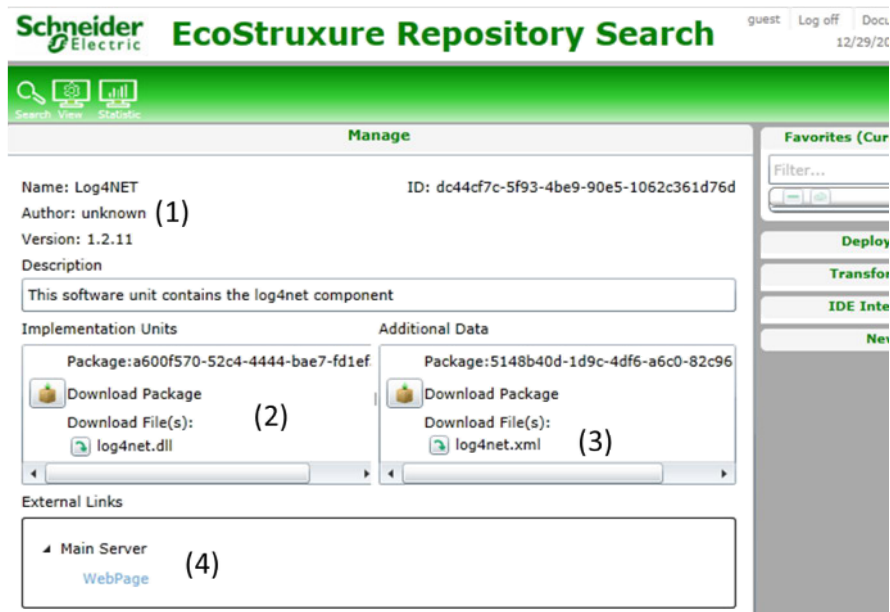 Schneider Electric
EcoStruxure Repository Search
guest Log off
12/29/20
Search View Statistic
Manage
Name: Log4NET
ID: dc44cf7c-5f93-4be9-90e5-1062c361d76d
Author: unknown (1)
Version: 1.2.11
Description
This software unit contains the log4net component
Implementation Units
Package:a600f570-52c4-4444-bae7-fd1ef
Download Package
Download File(s):
(2)
log4net.dll
Additional Data
Package:5148b40d-1d9c-4df6-a6c0-82c96
Download Package
Download File(s):
(3)
log4net.xml
External Links
Main Server
(4)
WebPage
Favorites (Cur
Filter...
Deploy
Transfor
IDE Inte
Nev